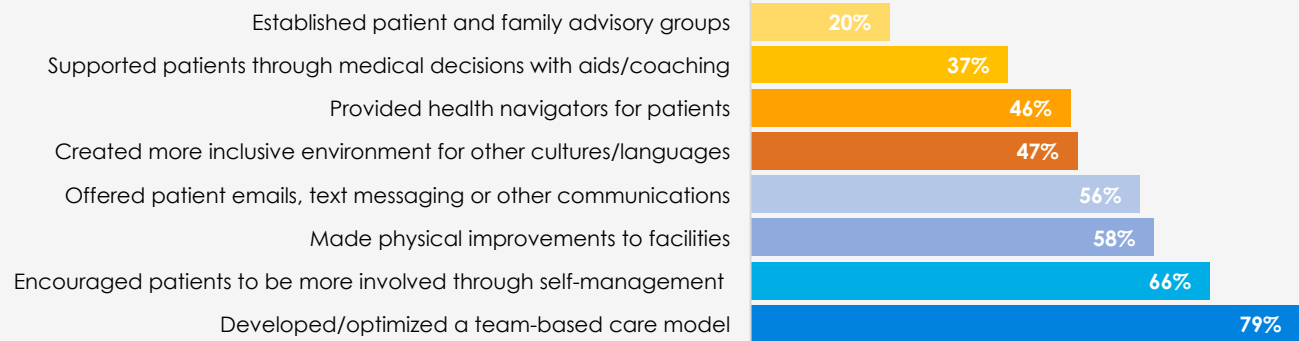 Established patient and family advisory groups 20%
Supported patients through medical decisions with aids/coaching 37%
Provided health navigators for patients 46%
Created more inclusive environment for other cultures/languages 47%
Offered patient emails, text messaging or other communications 56%
Made physical improvements to facilities 58%
Encouraged patients to be more involved through self-management 66%
Developed/optimized a team-based care model 79%